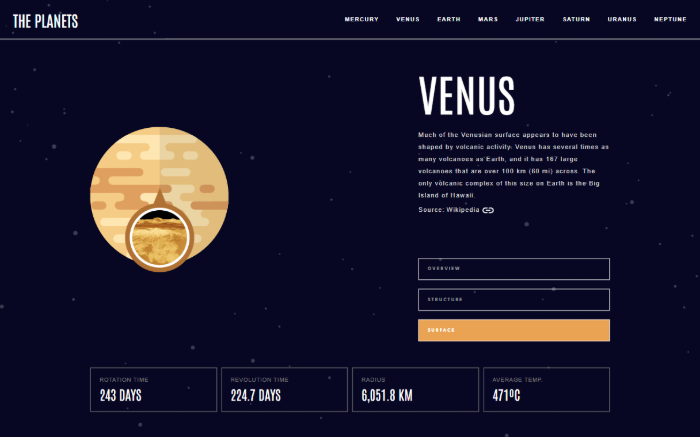 THE PLANETS
MERCURY VENUS EARTH MARS JUPITER SATURN URANUS NEPTUNE
VENUS
Much of the Venusian surface appears to have been
shaped by volcanic activity. Venus has several times as
many volcanoes as Earth, and it has 167 large
volcanoes that are over 100 km (60 mi) across. The
only volcanic complex of this size on Earth is the Big
Island of Hawaii.
Source: Wikipedia
OVERVIEW
STRUCTURE
SURFACE
ROTATION TIME
243 DAYS
REVOLUTION TIME
224.7 DAYS
RADIUS
6,051.8 KM
AVERAGE TEMP.
471ºC